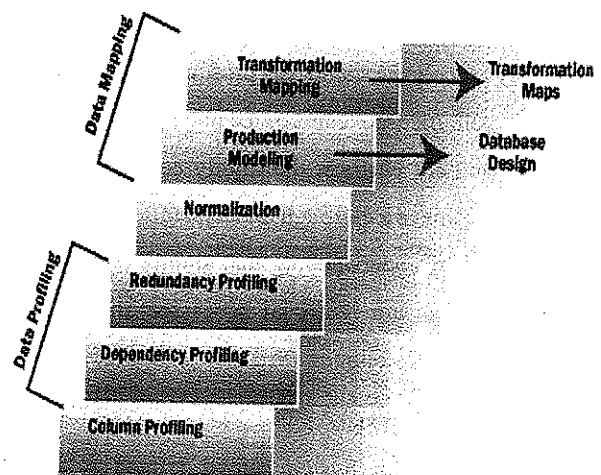 Data Mapping
Transformation
Mapping
Transformation
Maps
Production
Modeling
Database
Design
Normalization
Data Profiling
Redundancy Profiling
Dependency Profiling
Column Profiling